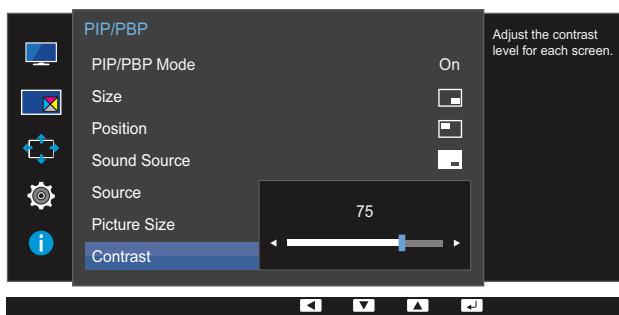 PIP/PBP
PIP/PBP Mode On
Size
Position
Sound Source
Source
Picture Size
Contrast
75
Adjust the contrast
level for each screen.